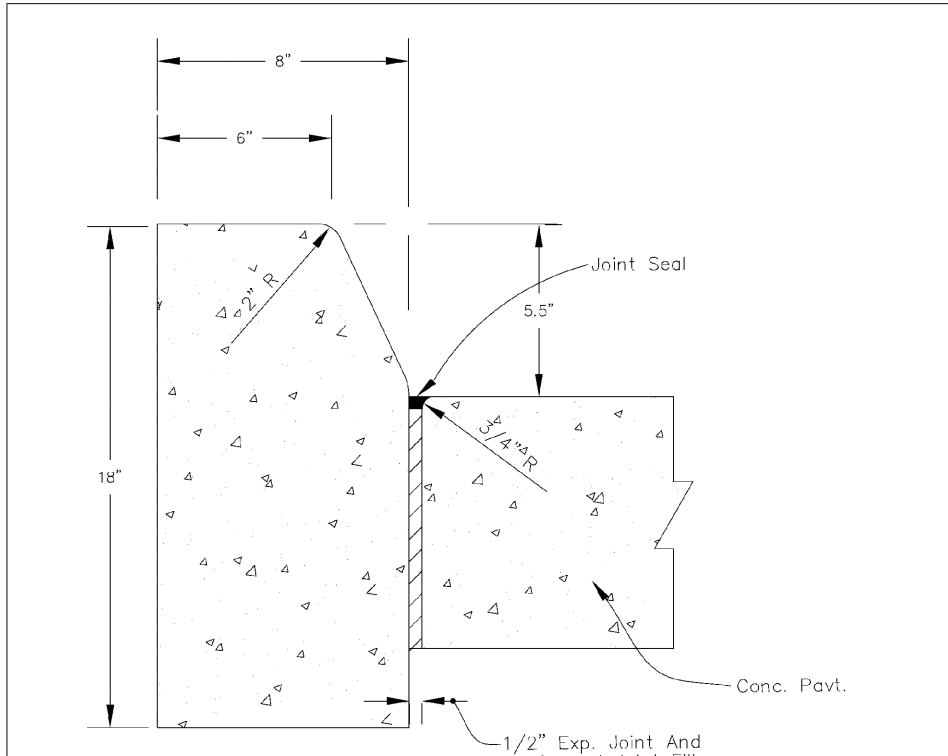 8"
6"
2" R
Joint Seal
5.5"
3/4" R
18"
Conc. Pavt.
1/2" Exp. Joint And